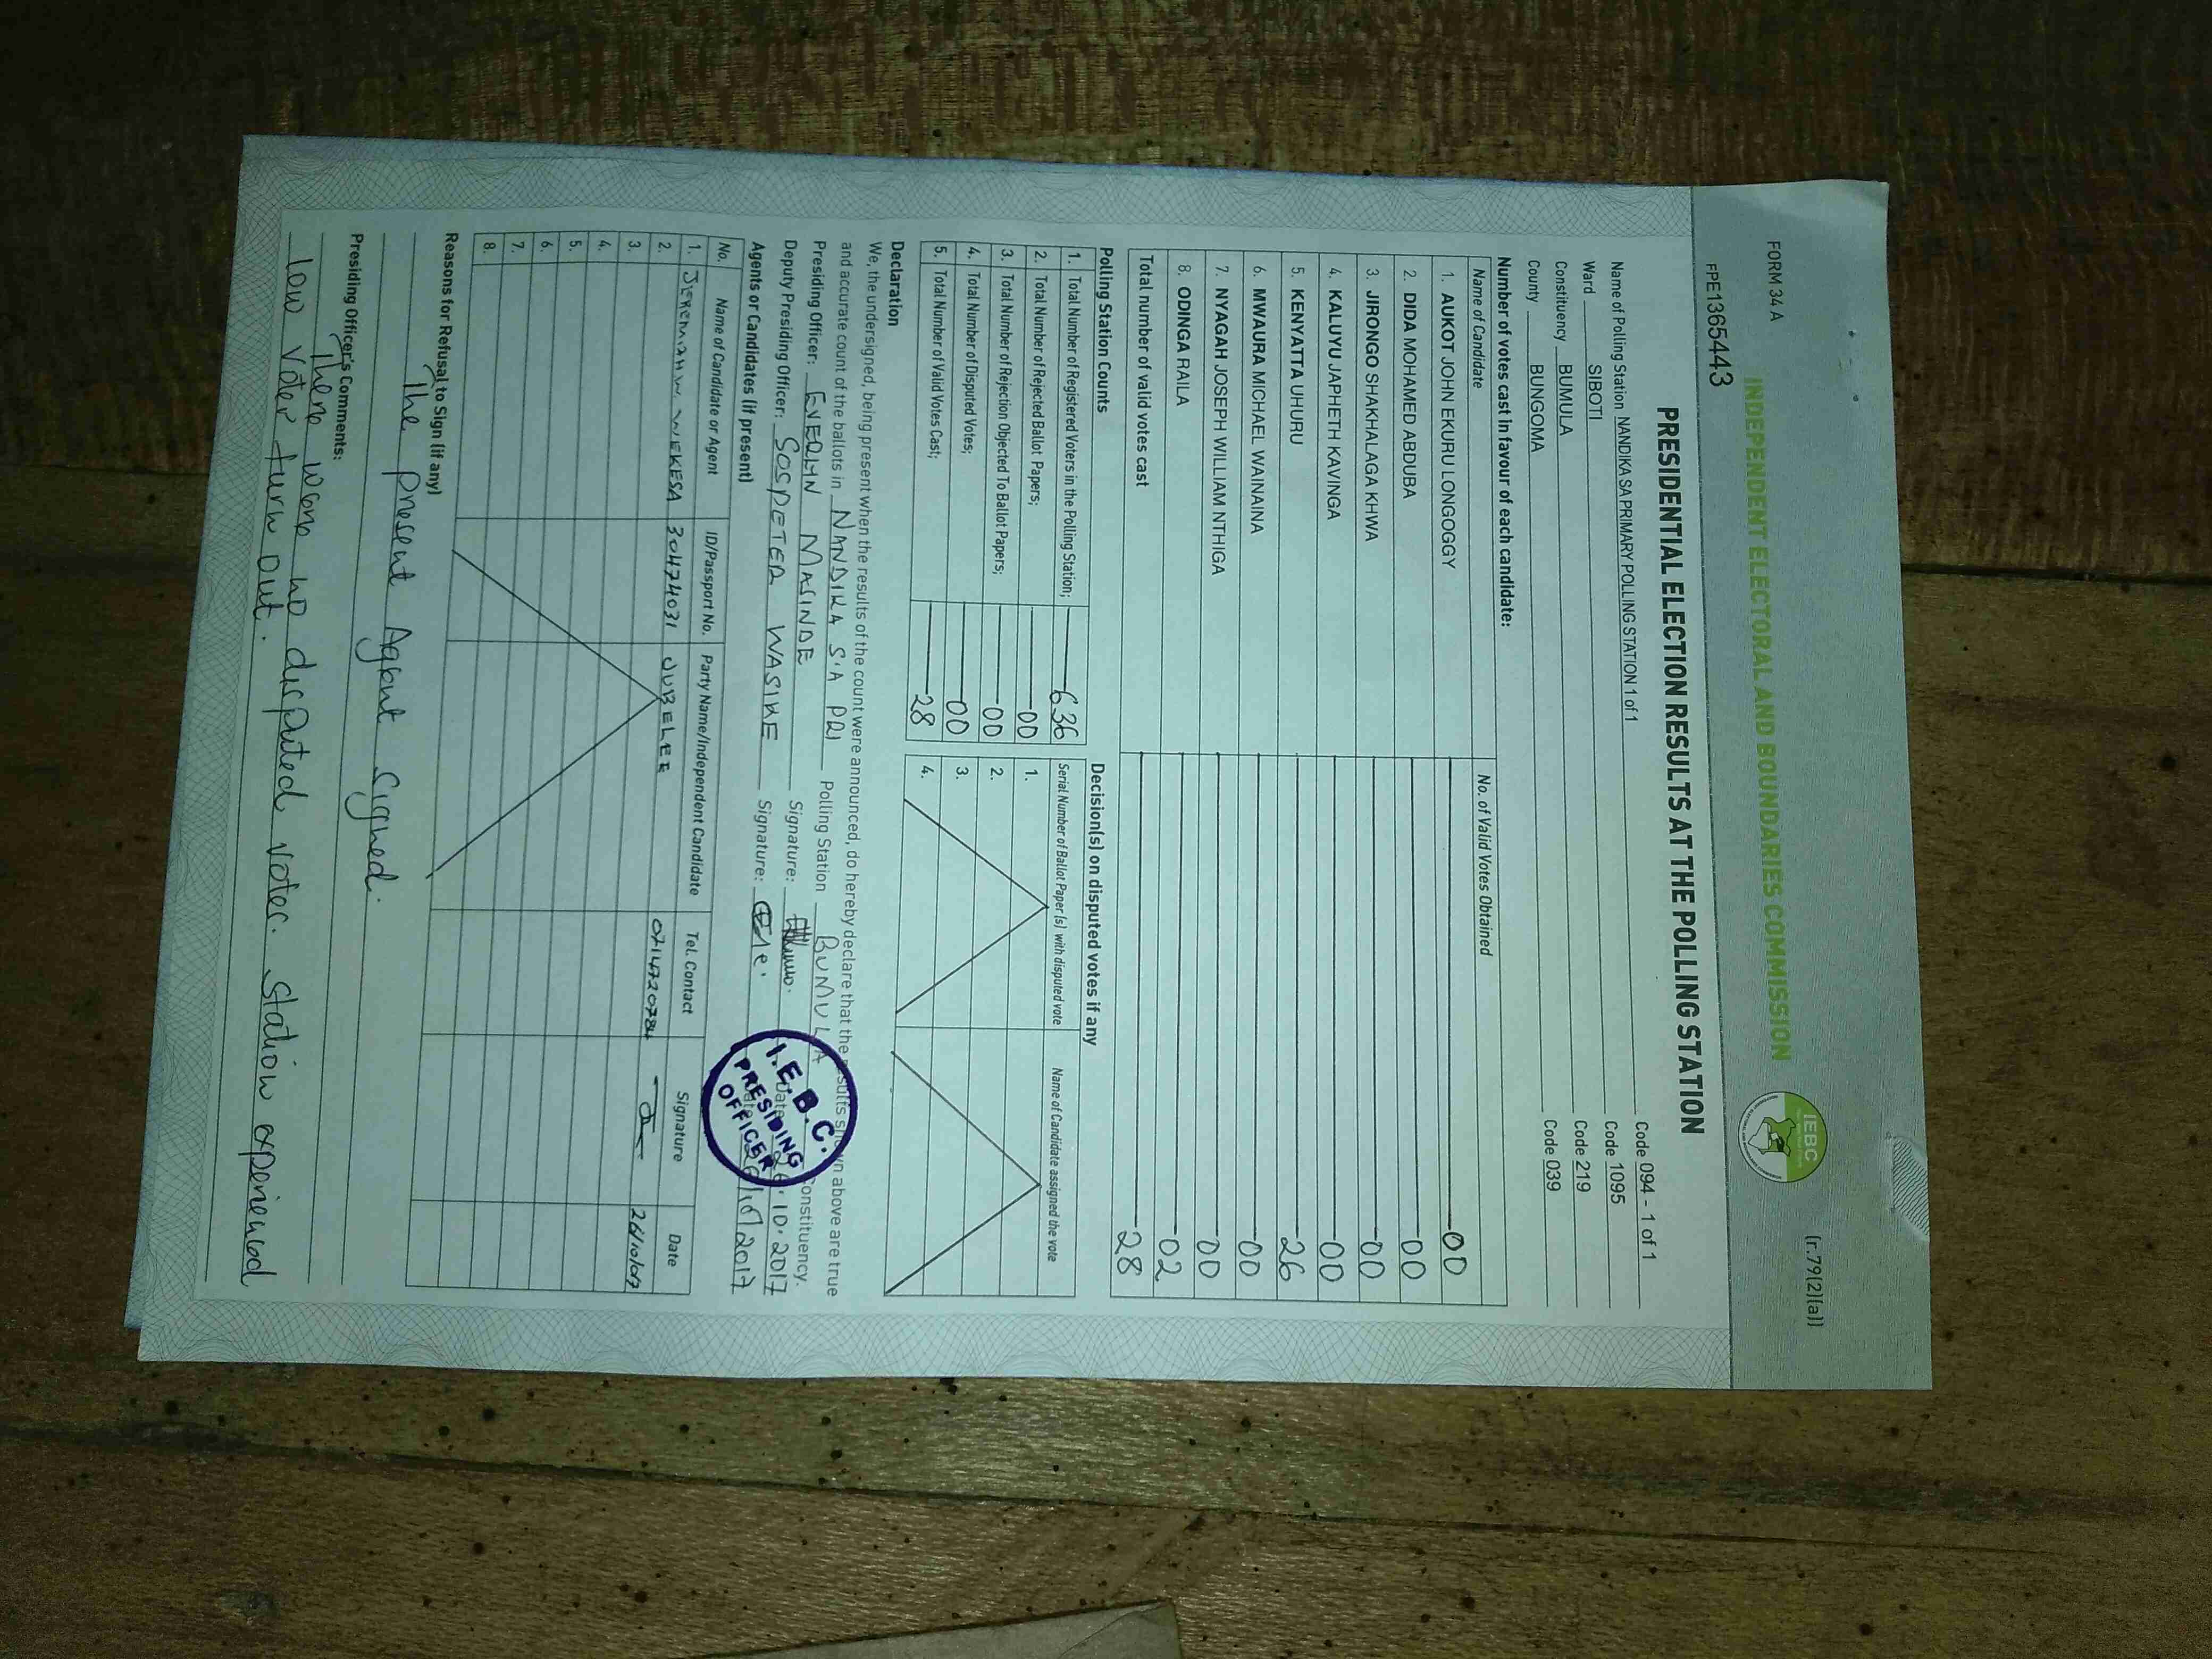 FORM 34 A
(r.79(2)(a))
INDEPENDENT ELECTORAL AND BOUNDARIES COMMISSION
IEBC
FPE1365443
PRESIDENTIAL ELECTION RESULTS AT THE POLLING STATION
Name of Polling Station NANDIKA SA PRIMARY POLLING STATION 1 of 1 Code 094 - 1 of 1
Ward SIBOTI Code 1095
Constituency BUMULA Code 219
County BUNGOMA Code 039
Number of votes cast in favour of each candidate:
Name of Candidate No. of Valid Votes Obtained
1. AUKOT JOHN EKURU LONGOGGY 00
2. DIDA MOHAMED ABDUBA 00
3. JIRONGO SHAKHALAGA KHWA 00
4. KALUYU JAPHETH KAVINGA 00
5. KENYATTA UHURU 26
6. MWAURA MICHAEL WAINAINA 00
7. NYAGAH JOSEPH WILLIAM NTHIGA 00
8. ODINGA RAILA 02
Total number of valid votes cast 28
Polling Station Counts
1. Total Number of Registered Voters in the Polling Station; 636
2. Total Number of Rejected Ballot Papers; 00
3. Total Number of Rejection Objected To Ballot Papers; 00
4. Total Number of Disputed Votes; 00
5. Total Number of Valid Votes Cast; 28
Decision(s) on disputed votes if any
Serial Number of Ballot Paper (s) with disputed vote Name of Candidate assigned the vote
1.
2.
3.
4.
Declaration
We, the undersigned, being present when the results of the count were announced, do hereby declare that the results shown above are true
and accurate count of the ballots in NANDIKA S.A PRI Polling Station BUMULA Constituency.
Presiding Officer: EVERLYN MASINDE Signature: Date 26.10.2017
Deputy Presiding Officer: SOSPETER WASIKE Signature: Date 26/10/2017
I.E.B.C.
PRESIDING
OFFICER
Agents or Candidates (if present)
No. Name of Candidate or Agent ID/Passport No. Party Name/Independent Candidate Tel. Contact Signature Date
1. JEREMIAH W. WEKESA 30474031 JUBELEE 0714720784 26/10/017
2.
3.
4.
5.
6.
7.
8.
Reasons for Refusal to Sign (if any)
The present Agent signed.
Presiding Officer's Comments:
There were no disputed votes. Station experienced
low voter turn out.